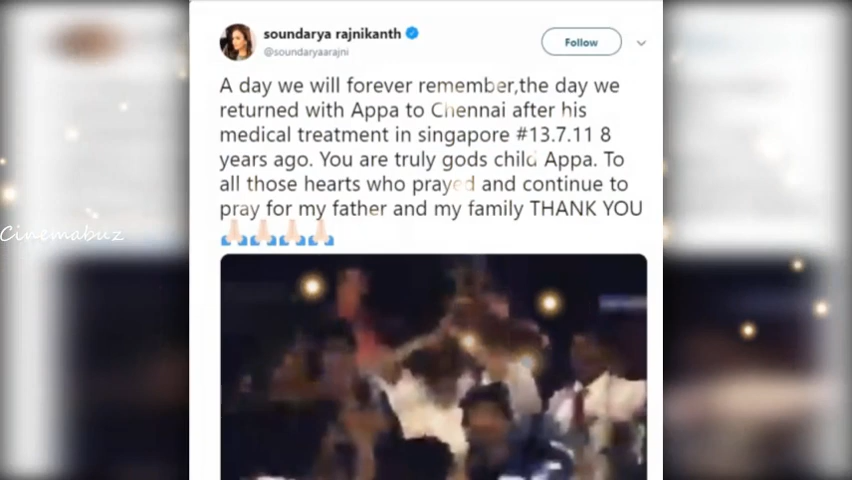 soundarya rajnikanth
@soundaryaarajni
Follow
A day we will forever remember,the day we
returned with Appa to Chennai after his
medical treatment in singapore #13.7.11 8
years ago. You are truly gods child Appa. To
all those hearts who prayed and continue to
pray for my father and my family THANK YOU
🙏🏻🙏🏻🙏🏻🙏🏻
Cinemabuz